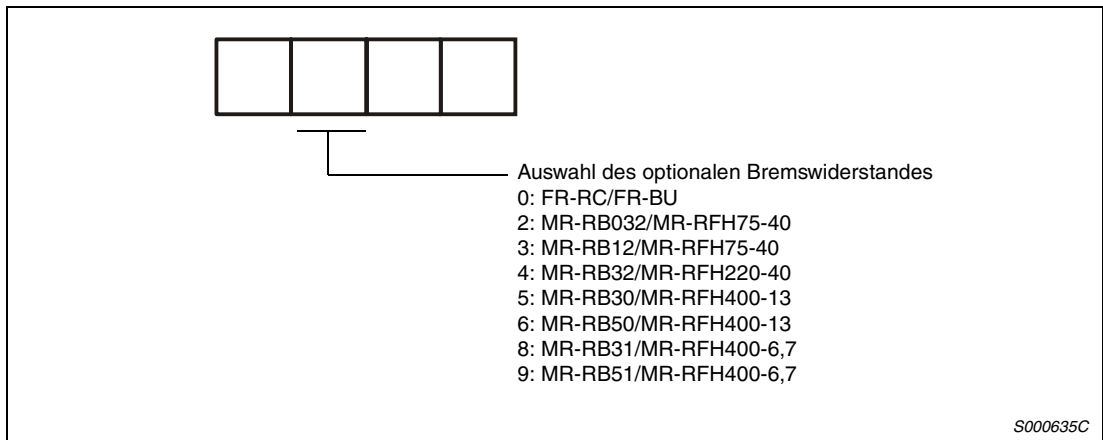 Auswahl des optionalen Bremswiderstandes
0: FR-RC/FR-BU
2: MR-RB032/MR-RFH75-40
3: MR-RB12/MR-RFH75-40
4: MR-RB32/MR-RFH220-40
5: MR-RB30/MR-RFH400-13
6: MR-RB50/MR-RFH400-13
8: MR-RB31/MR-RFH400-6,7
9: MR-RB51/MR-RFH400-6,7
S000635C